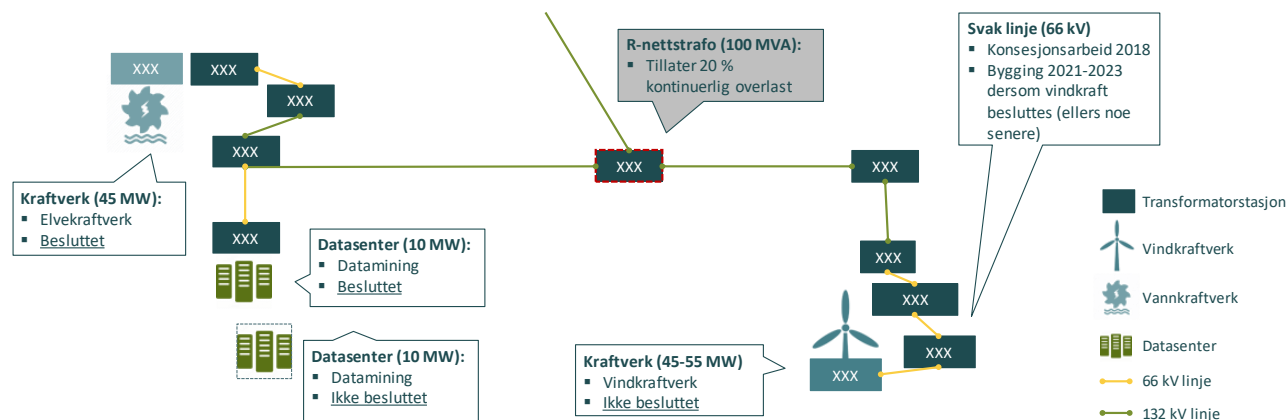 XXX
XXX
XXX
XXX
XXX
Kraftverk (45 MW):
▪ Elvekraftverk
▪ Besluttet
Datasenter (10 MW):
▪ Datamining
▪ Besluttet
Datasenter (10 MW):
▪ Datamining
▪ Ikke besluttet
R-nettstrafo (100 MVA):
▪ Tillater 20 %
kontinuerlig overlast
XXX
XXX
XXX
XXX
XXX
XXX
Kraftverk (45-55 MW)
▪ Vindkraftverk
▪ Ikke besluttet
Svak linje (66 kV)
▪ Konsesjonsarbeid 2018
▪ Bygging 2021-2023
dersom vindkraft
besluttes (ellers noe
senere)
Transformatorstasjon
Vindkraftverk
Vannkraftverk
Datasenter
66 kV linje
132 kV linje